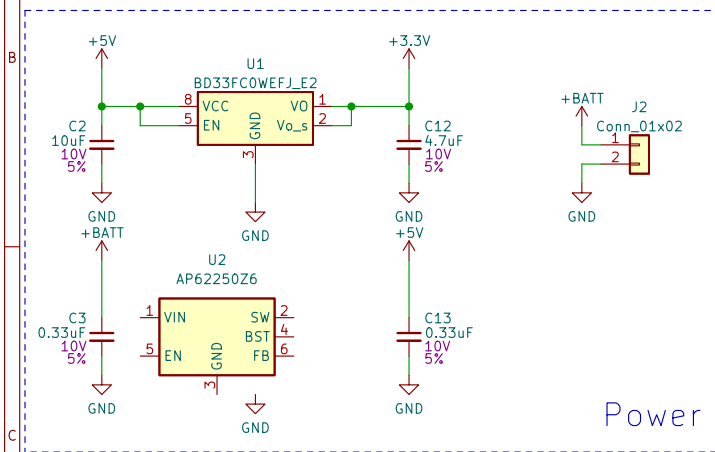 B
+5V
U1
BD33FC0WEFJ_E2
8
VCC
5
EN
GND
3
VO
1
Vo_s
2
+3.3V
C2
10uF
10V
5%
GND
GND
C12
4.7uF
10V
5%
GND
+BATT
J2
Conn_01x02
1
2
GND
+BATT
C3
0.33uF
10V
5%
GND
U2
AP62250Z6
1
VIN
5
EN
GND
3
SW
2
BST
4
FB
6
GND
+5V
C13
0.33uF
10V
5%
GND
Power
C